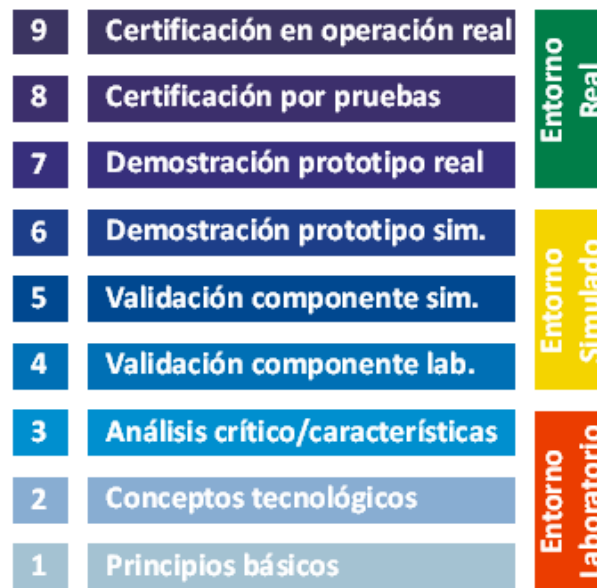 9 Certificación en operación real
8 Certificación por pruebas
7 Demostración prototipo real
Entorno
Real
6 Demostración prototipo sim.
5 Validación componente sim.
4 Validación componente lab.
Entorno
Simulado
3 Análisis crítico/características
2 Conceptos tecnológicos
1 Principios básicos
Entorno
Laboratorio